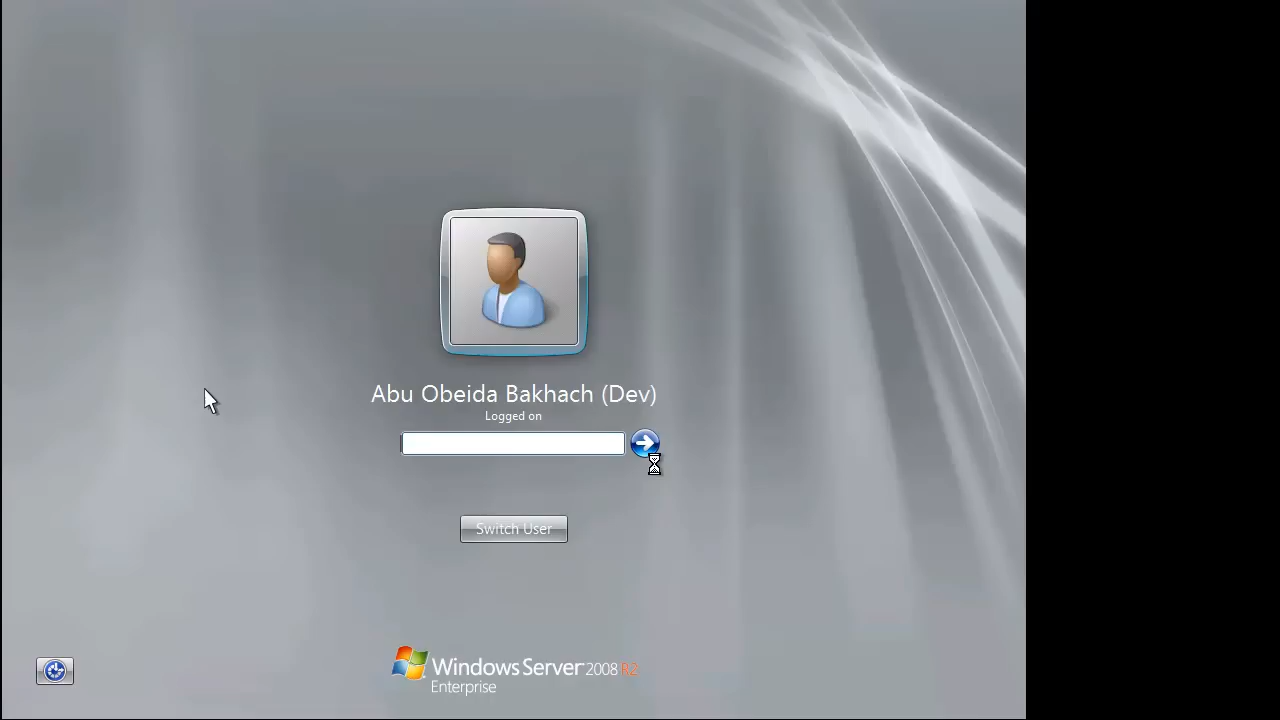 Abu Obeida Bakhach (Dev)
Logged on
Switch User
Windows Server 2008 R2
Enterprise